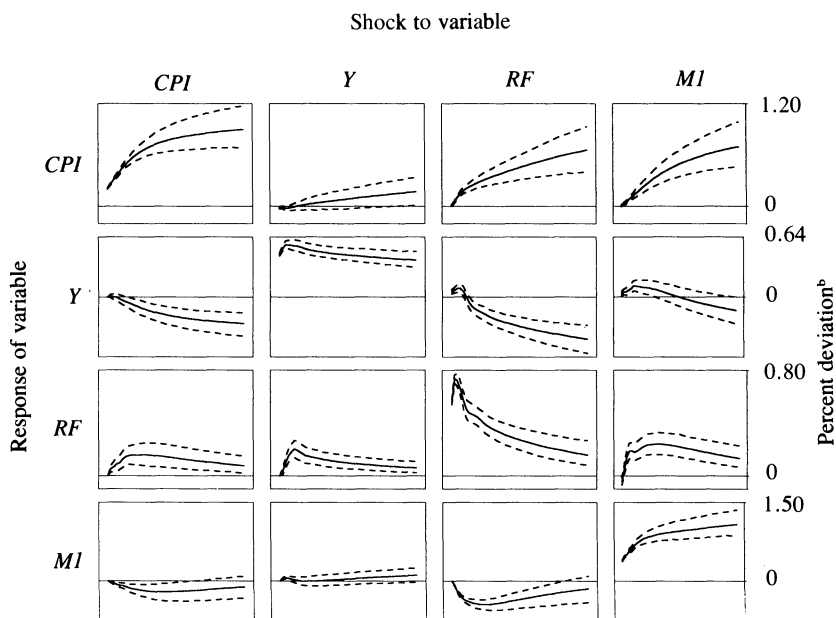 Shock to variable
CPI Y RF M1
CPI
1.20
0
Y
0.64
0
RF
0.80
0
M1
1.50
0
Response of variable
Percent deviationᵇ